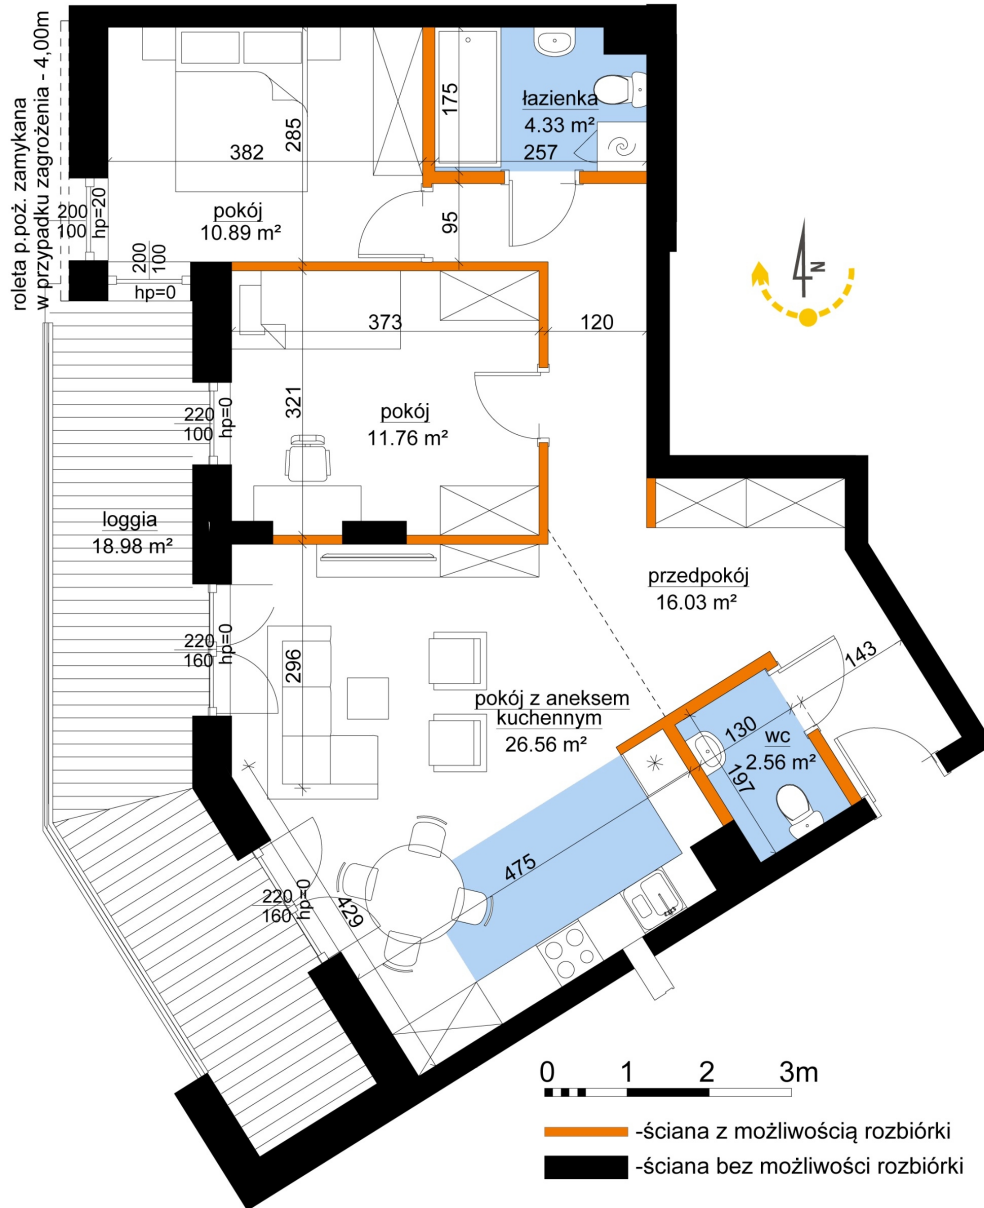 roleta p.poż. zamykana
w przypadku zagrożenia - 4,00m
285
382
175
łazienka
4.33 m²
257
pokój
10.89 m²
95
200
100
hp=20
200
100
hp=0
N
373
120
321
pokój
11.76 m²
220
100
hp=0
loggia
18.98 m²
przedpokój
16.03 m²
220
160
hp=0
296
143
pokój z aneksem
kuchennym
26.56 m²
130
wc
2.56 m²
197
475
220
160
hp=0
429
0 1 2 3m
-ściana z możliwością rozbiórki
-ściana bez możliwości rozbiórki